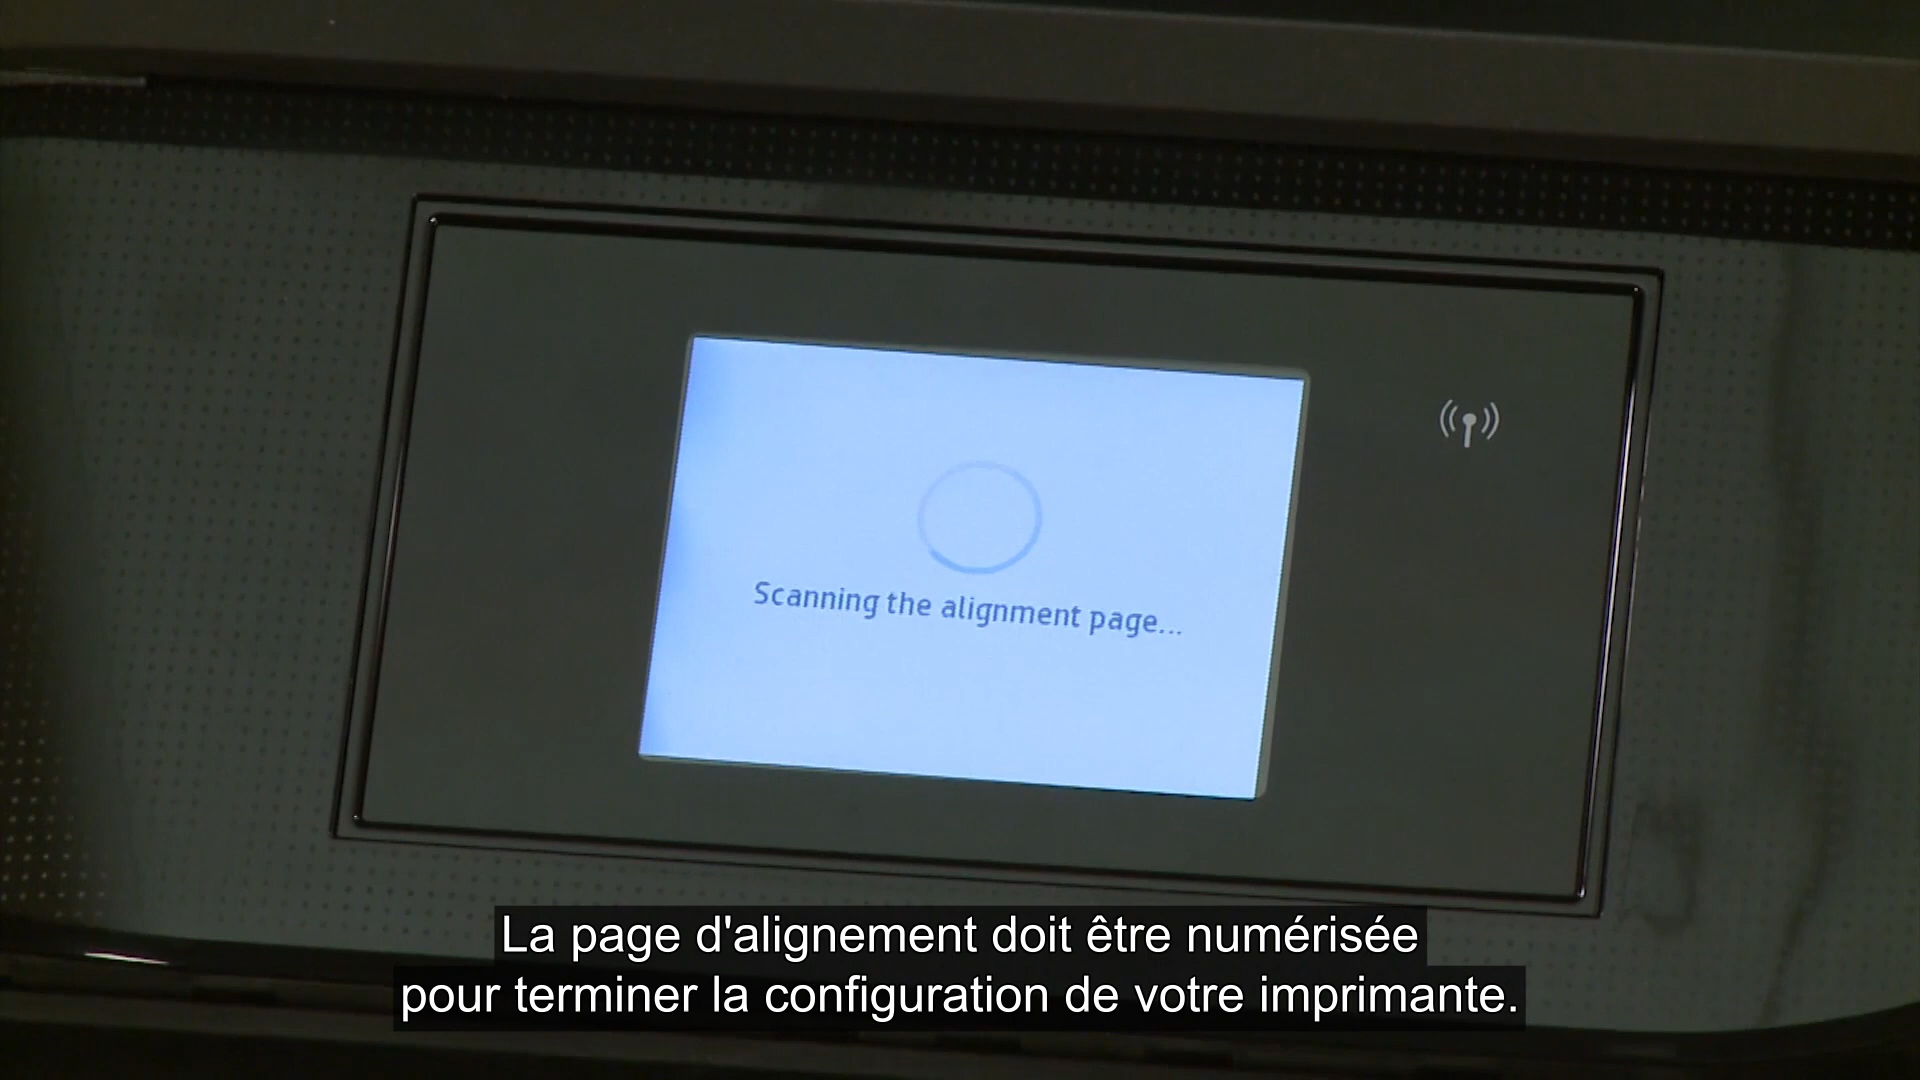 Scanning the alignment page...
La page d'alignement doit être numérisée
pour terminer la configuration de votre imprimante.